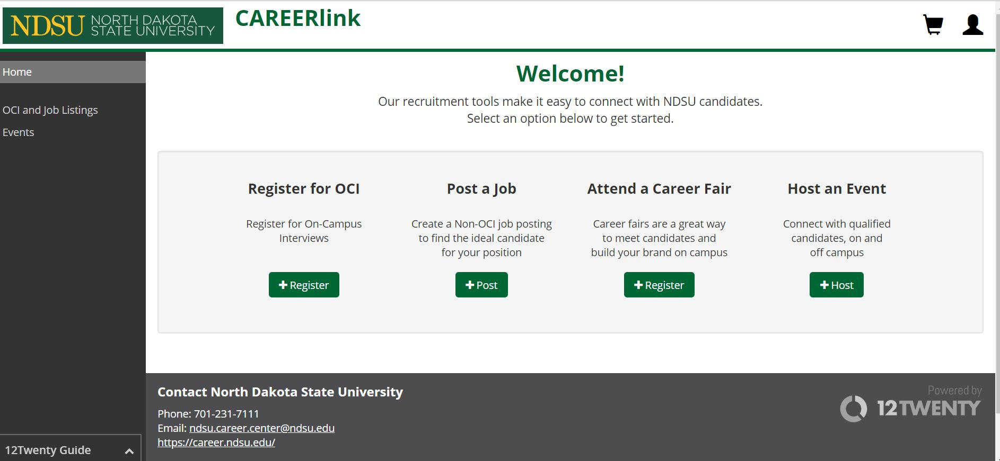 NDSU NORTH DAKOTA
STATE UNIVERSITY
CAREERlink
Home
OCI and Job Listings
Events
12Twenty Guide
Welcome!
Our recruitment tools make it easy to connect with NDSU candidates.
Select an option below to get started.
Register for OCI
Register for On-Campus
Interviews
Register
Post a Job
Create a Non-OCI job posting
to find the ideal candidate
for your position
Post
Attend a Career Fair
Career fairs are a great way
to meet candidates and
build your brand on campus
Register
Host an Event
Connect with qualified
candidates, on and
off campus
Host
Contact North Dakota State University
Phone: 701-231-7111
Email: ndsu.career.center@ndsu.edu
https://career.ndsu.edu/
Powered by
12TWENTY